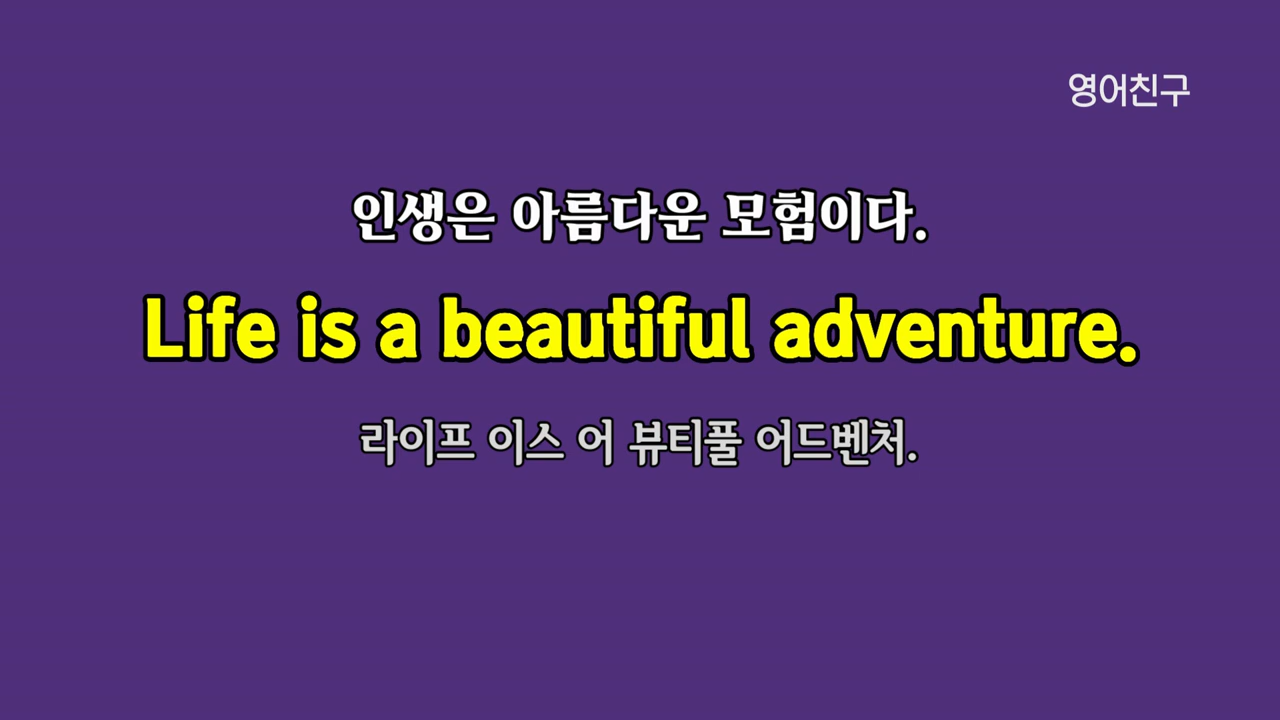 영어친구
인생은 아름다운 모험이다.
Life is a beautiful adventure.
라이프 이스 어 뷰티풀 어드벤처.